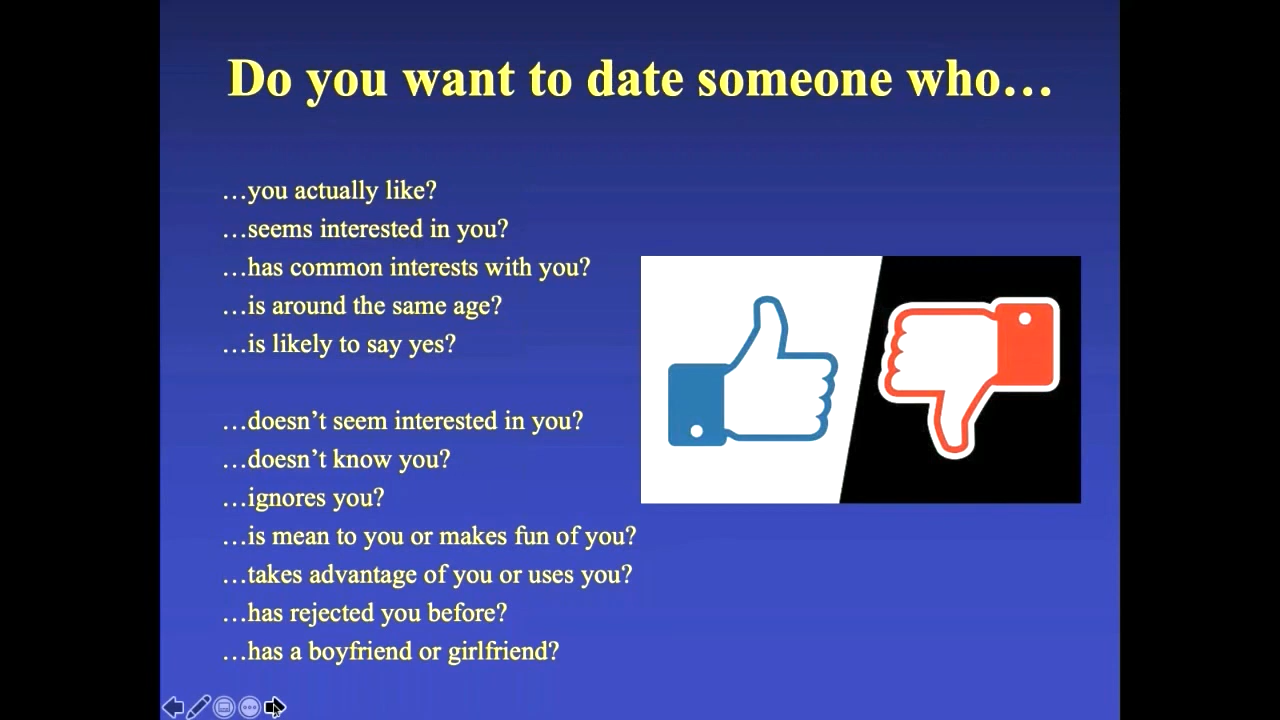 Do you want to date someone who…
…you actually like?
…seems interested in you?
…has common interests with you?
…is around the same age?
…is likely to say yes?
…doesn’t seem interested in you?
…doesn’t know you?
…ignores you?
…is mean to you or makes fun of you?
…takes advantage of you or uses you?
…has rejected you before?
…has a boyfriend or girlfriend?